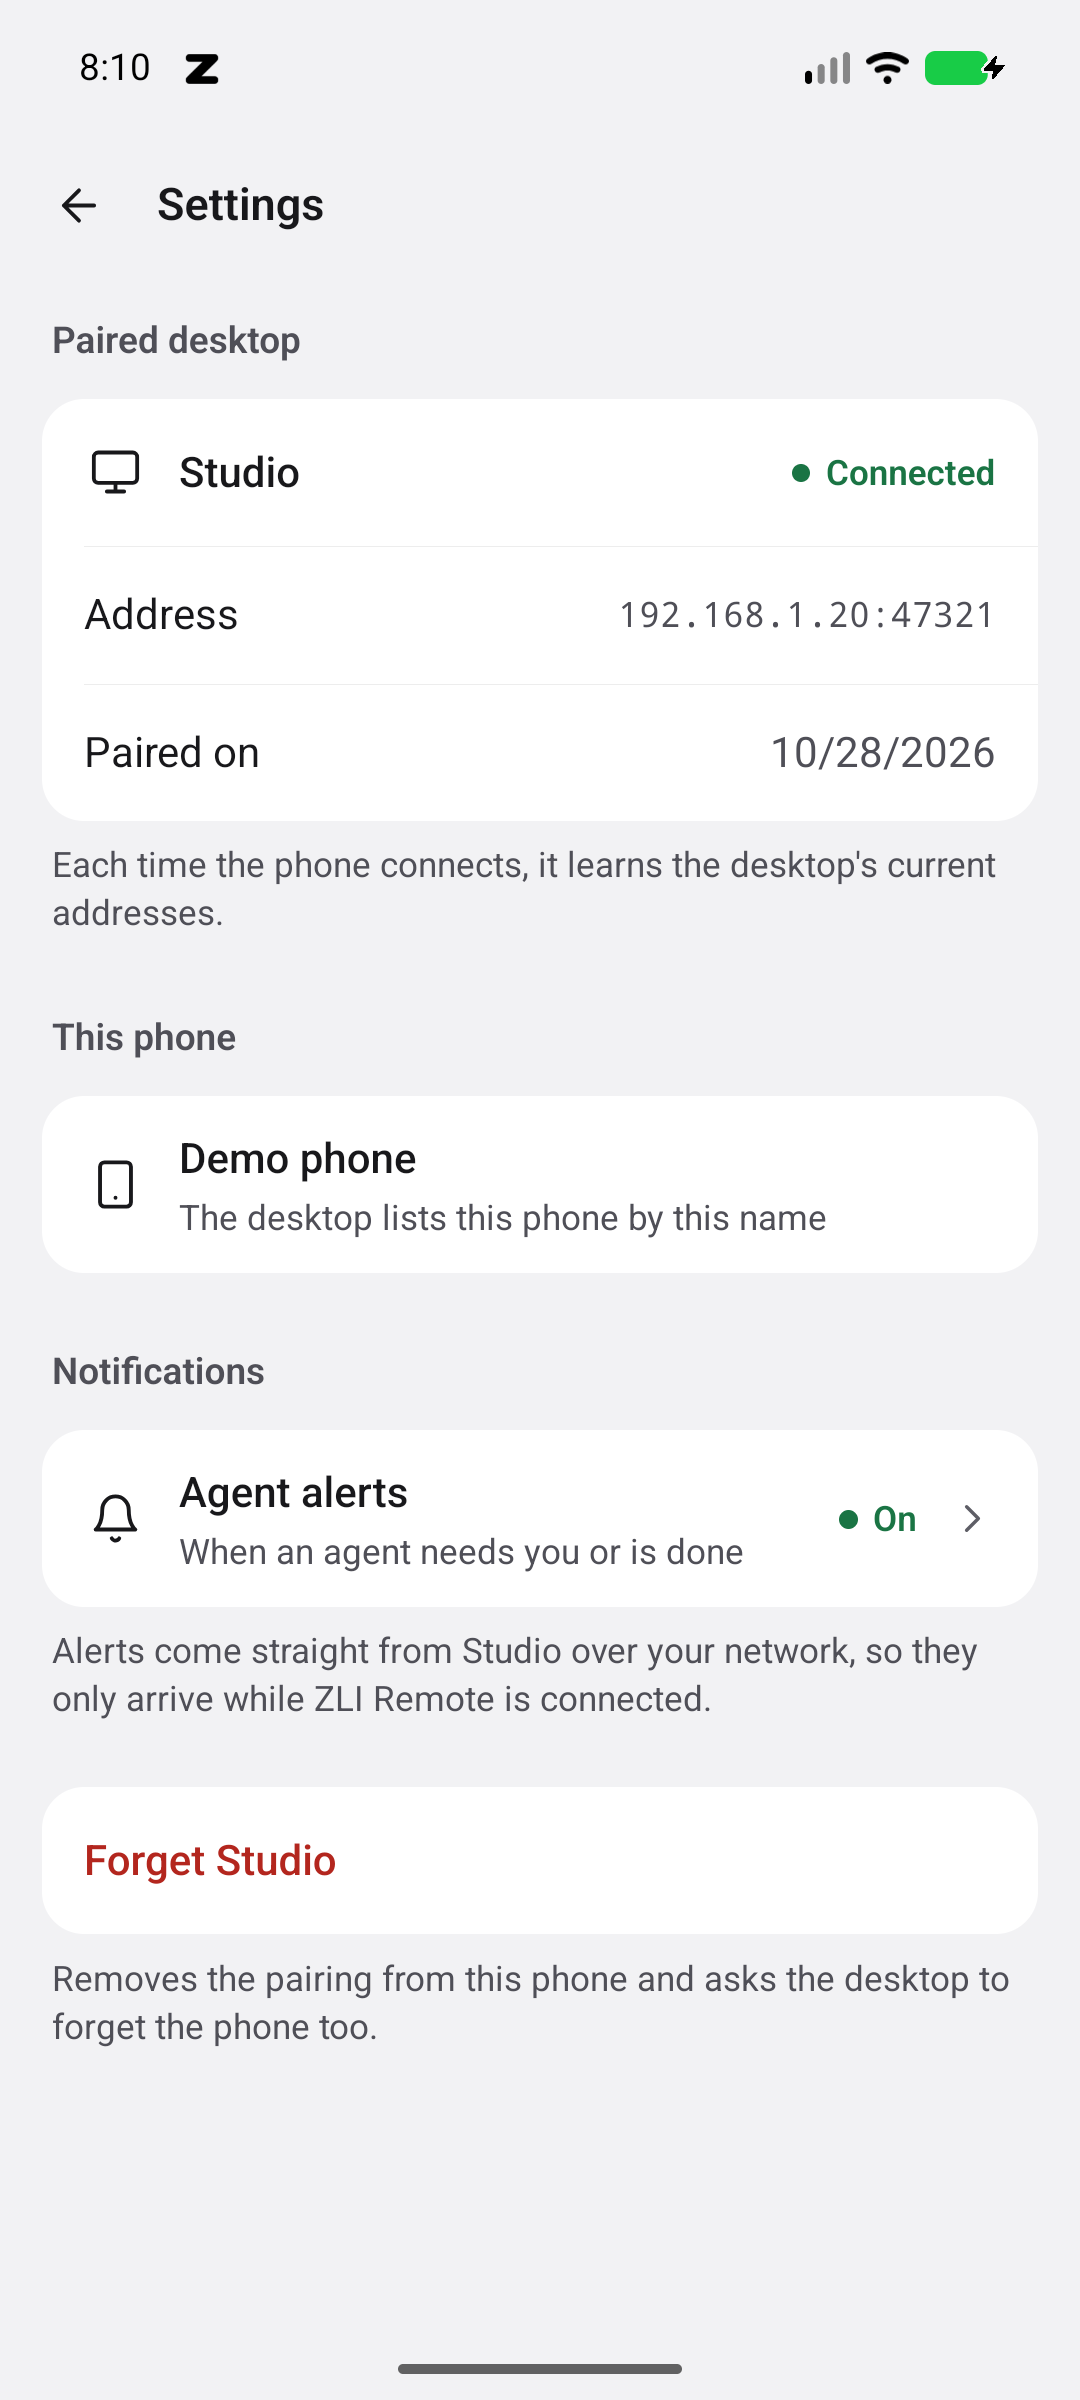 8:10
Settings
Paired desktop
Studio
Connected
Address
192.168.1.20:47321
Paired on
10/28/2026
Each time the phone connects, it learns the desktop's current
addresses.
This phone
Demo phone
The desktop lists this phone by this name
Notifications
Agent alerts
When an agent needs you or is done
On
Alerts come straight from Studio over your network, so they
only arrive while ZLI Remote is connected.
Forget Studio
Removes the pairing from this phone and asks the desktop to
forget the phone too.